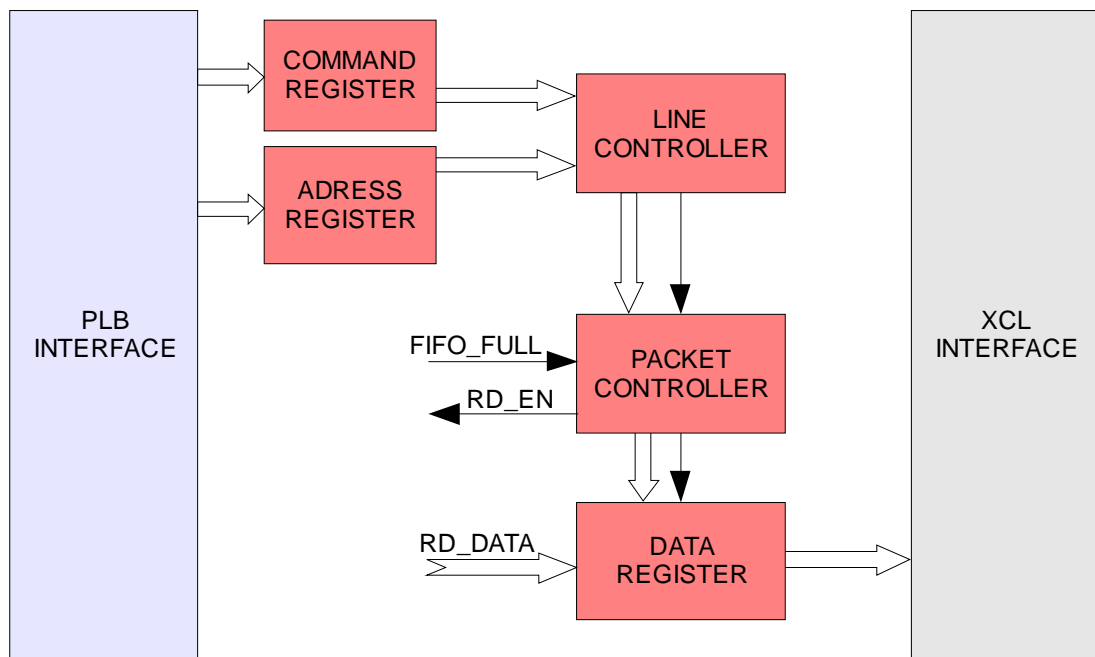 COMMAND
REGISTER
ADRESS
REGISTER
LINE
CONTROLLER
PLB
INTERFACE
FIFO_FULL
RD_EN
PACKET
CONTROLLER
XCL
INTERFACE
RD_DATA
DATA
REGISTER